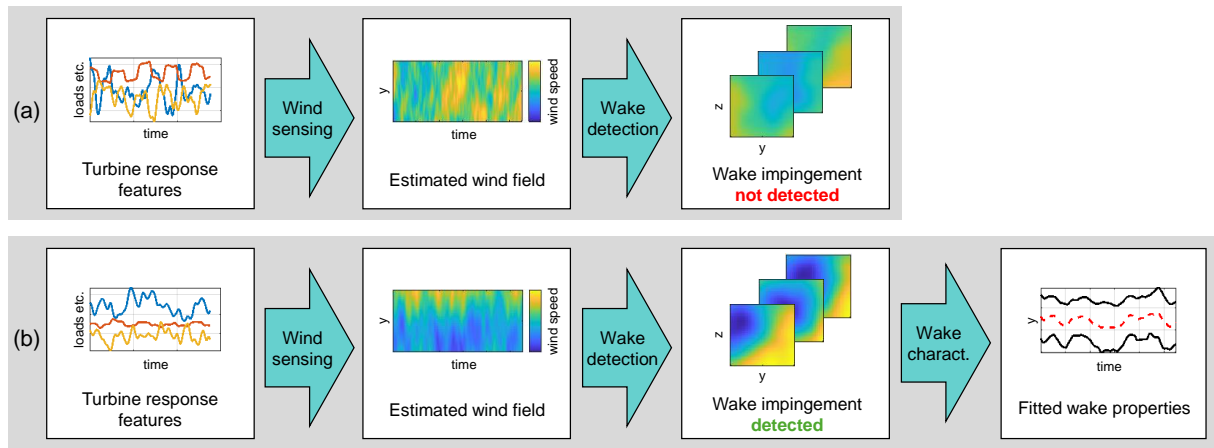 (a)
loads etc.
time
Turbine response
features
Wind
sensing
y
time
wind speed
Estimated wind field
Wake
detection
z
y
Wake impingement
not detected
(b)
loads etc.
time
Turbine response
features
Wind
sensing
y
time
wind speed
Estimated wind field
Wake
detection
z
y
Wake impingement
detected
Wake
charact.
y
time
Fitted wake properties